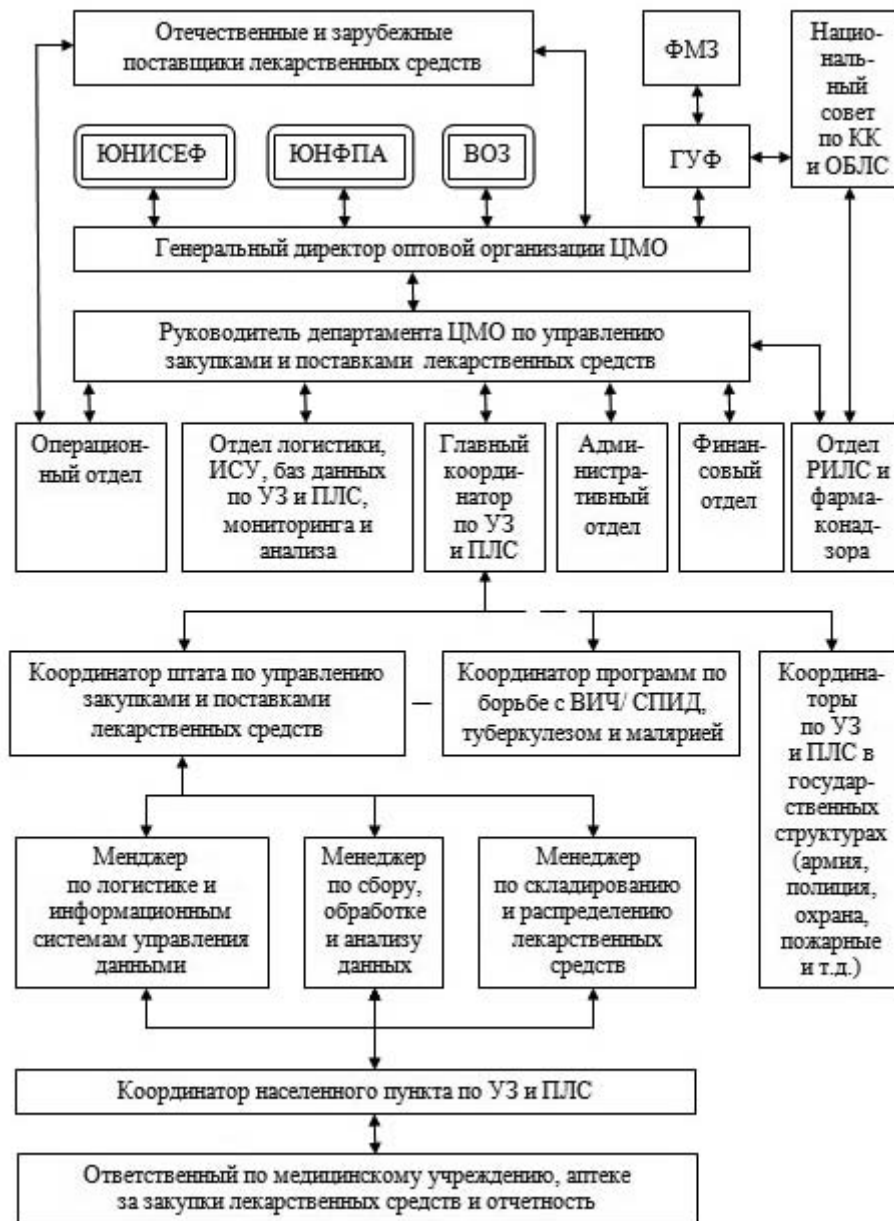 Отечественные и зарубежные
поставщики лекарственных средств
ФМЗ
Нацио-
наль-
ный
совет
по КК
и ОБЛС
ЮНИСЕФ
ЮНФПА
ВОЗ
ГУФ
Генеральный директор оптовой организации ЦМО
Руководитель департамента ЦМО по управлению
закупками и поставками лекарственных средств
Операцион-
ный отдел
Отдел логистики,
ИСУ, баз данных
по УЗ и ПЛС,
мониторинга и
анализа
Главный
коорди-
натор
по УЗ
и ПЛС
Адми-
нистра-
тивный
отдел
Финан-
совый
отдел
Отдел
РИЛС и
фарма-
конад-
зора
Координатор штата по управлению
закупками и поставками
лекарственных средств
Координатор программ по
борьбе с ВИЧ/ СПИД,
туберкулезом и малярией
Координа-
торы
по УЗ
и ПЛС в
государ-
ственных
структурах
(армия,
полиция,
охрана,
пожарные
и т.д.)
Менджер
по логистике и
информационным
системам управления
данными
Менеджер
по сбору,
обработке
и анализу
данных
Менеджер
по складированию
и распределению
лекарственных
средств
Координатор населенного пункта по УЗ и ПЛС
Ответственный по медицинскому учреждению, аптеке
за закупки лекарственных средств и отчетность